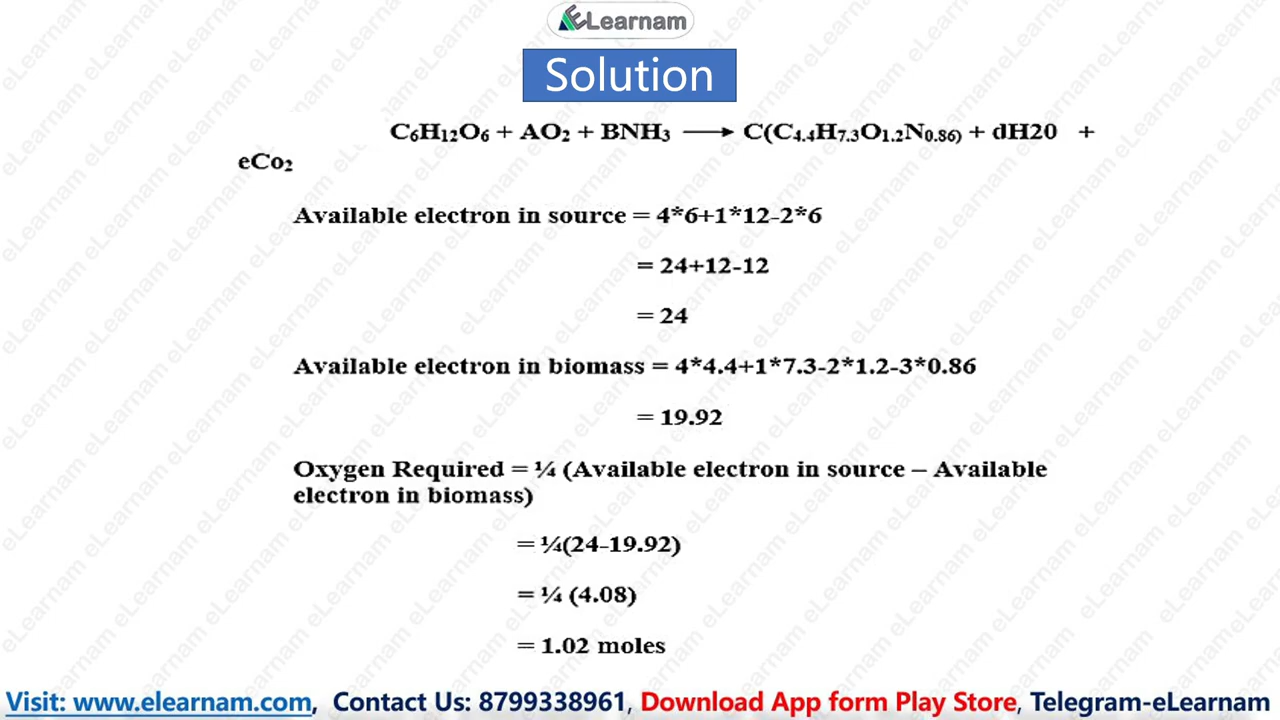 eLearnam
Solution
C₆H₁₂O₆ + AO₂ + BNH₃ ⟶ C(C₄.₄H₇.₃O₁.₂N₀.₈₆) + dH20 +
eCo₂
Available electron in source = 4*6+1*12-2*6
= 24+12-12
= 24
Available electron in biomass = 4*4.4+1*7.3-2*1.2-3*0.86
= 19.92
Oxygen Required = ¼ (Available electron in source – Available
electron in biomass)
= ¼(24-19.92)
= ¼ (4.08)
= 1.02 moles
Visit: www.elearnam.com, Contact Us: 8799338961, Download App form Play Store, Telegram-eLearnam